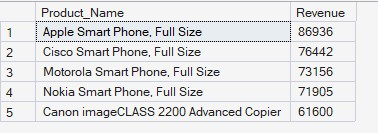 Product_Name Revenue
1 Apple Smart Phone, Full Size 86936
2 Cisco Smart Phone, Full Size 76442
3 Motorola Smart Phone, Full Size 73156
4 Nokia Smart Phone, Full Size 71905
5 Canon imageCLASS 2200 Advanced Copier 61600